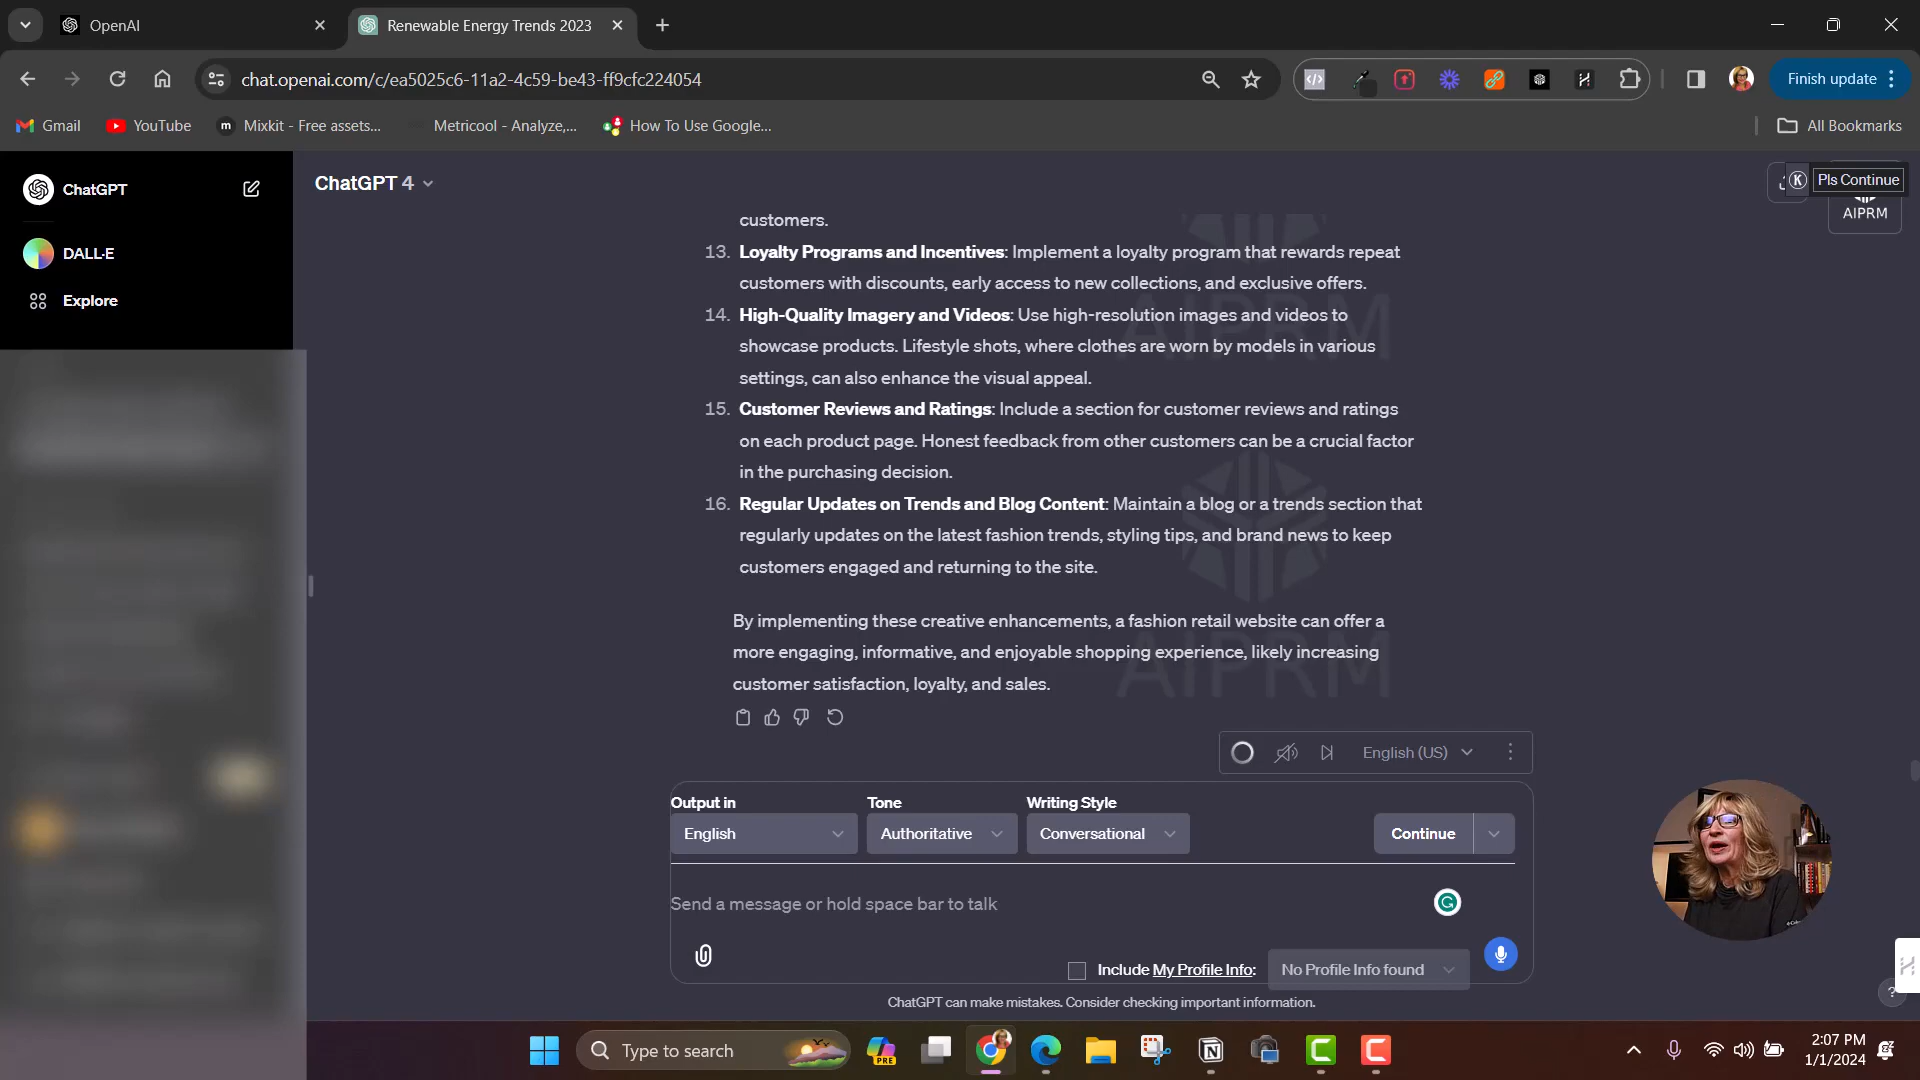 OpenAI
Renewable Energy Trends 2023
chat.openai.com/c/ea5025c6-11a2-4c59-be43-ff9cfc224054
Finish update
Gmail
YouTube
Mixkit - Free assets...
Metricool - Analyze,...
How To Use Google...
All Bookmarks
ChatGPT
DALL·E
Explore
ChatGPT 4
Pls Continue
AIPRM
customers.
13. Loyalty Programs and Incentives: Implement a loyalty program that rewards repeat
customers with discounts, early access to new collections, and exclusive offers.
14. High-Quality Imagery and Videos: Use high-resolution images and videos to
showcase products. Lifestyle shots, where clothes are worn by models in various
settings, can also enhance the visual appeal.
15. Customer Reviews and Ratings: Include a section for customer reviews and ratings
on each product page. Honest feedback from other customers can be a crucial factor
in the purchasing decision.
16. Regular Updates on Trends and Blog Content: Maintain a blog or a trends section that
regularly updates on the latest fashion trends, styling tips, and brand news to keep
customers engaged and returning to the site.
By implementing these creative enhancements, a fashion retail website can offer a
more engaging, informative, and enjoyable shopping experience, likely increasing
customer satisfaction, loyalty, and sales.
AIPRM
AIPRM
English (US)
Output in
Tone
Writing Style
English
Authoritative
Conversational
Continue
Send a message or hold space bar to talk
Include My Profile Info:
No Profile Info found
ChatGPT can make mistakes. Consider checking important information.
Type to search
PRE
2:07 PM
1/1/2024